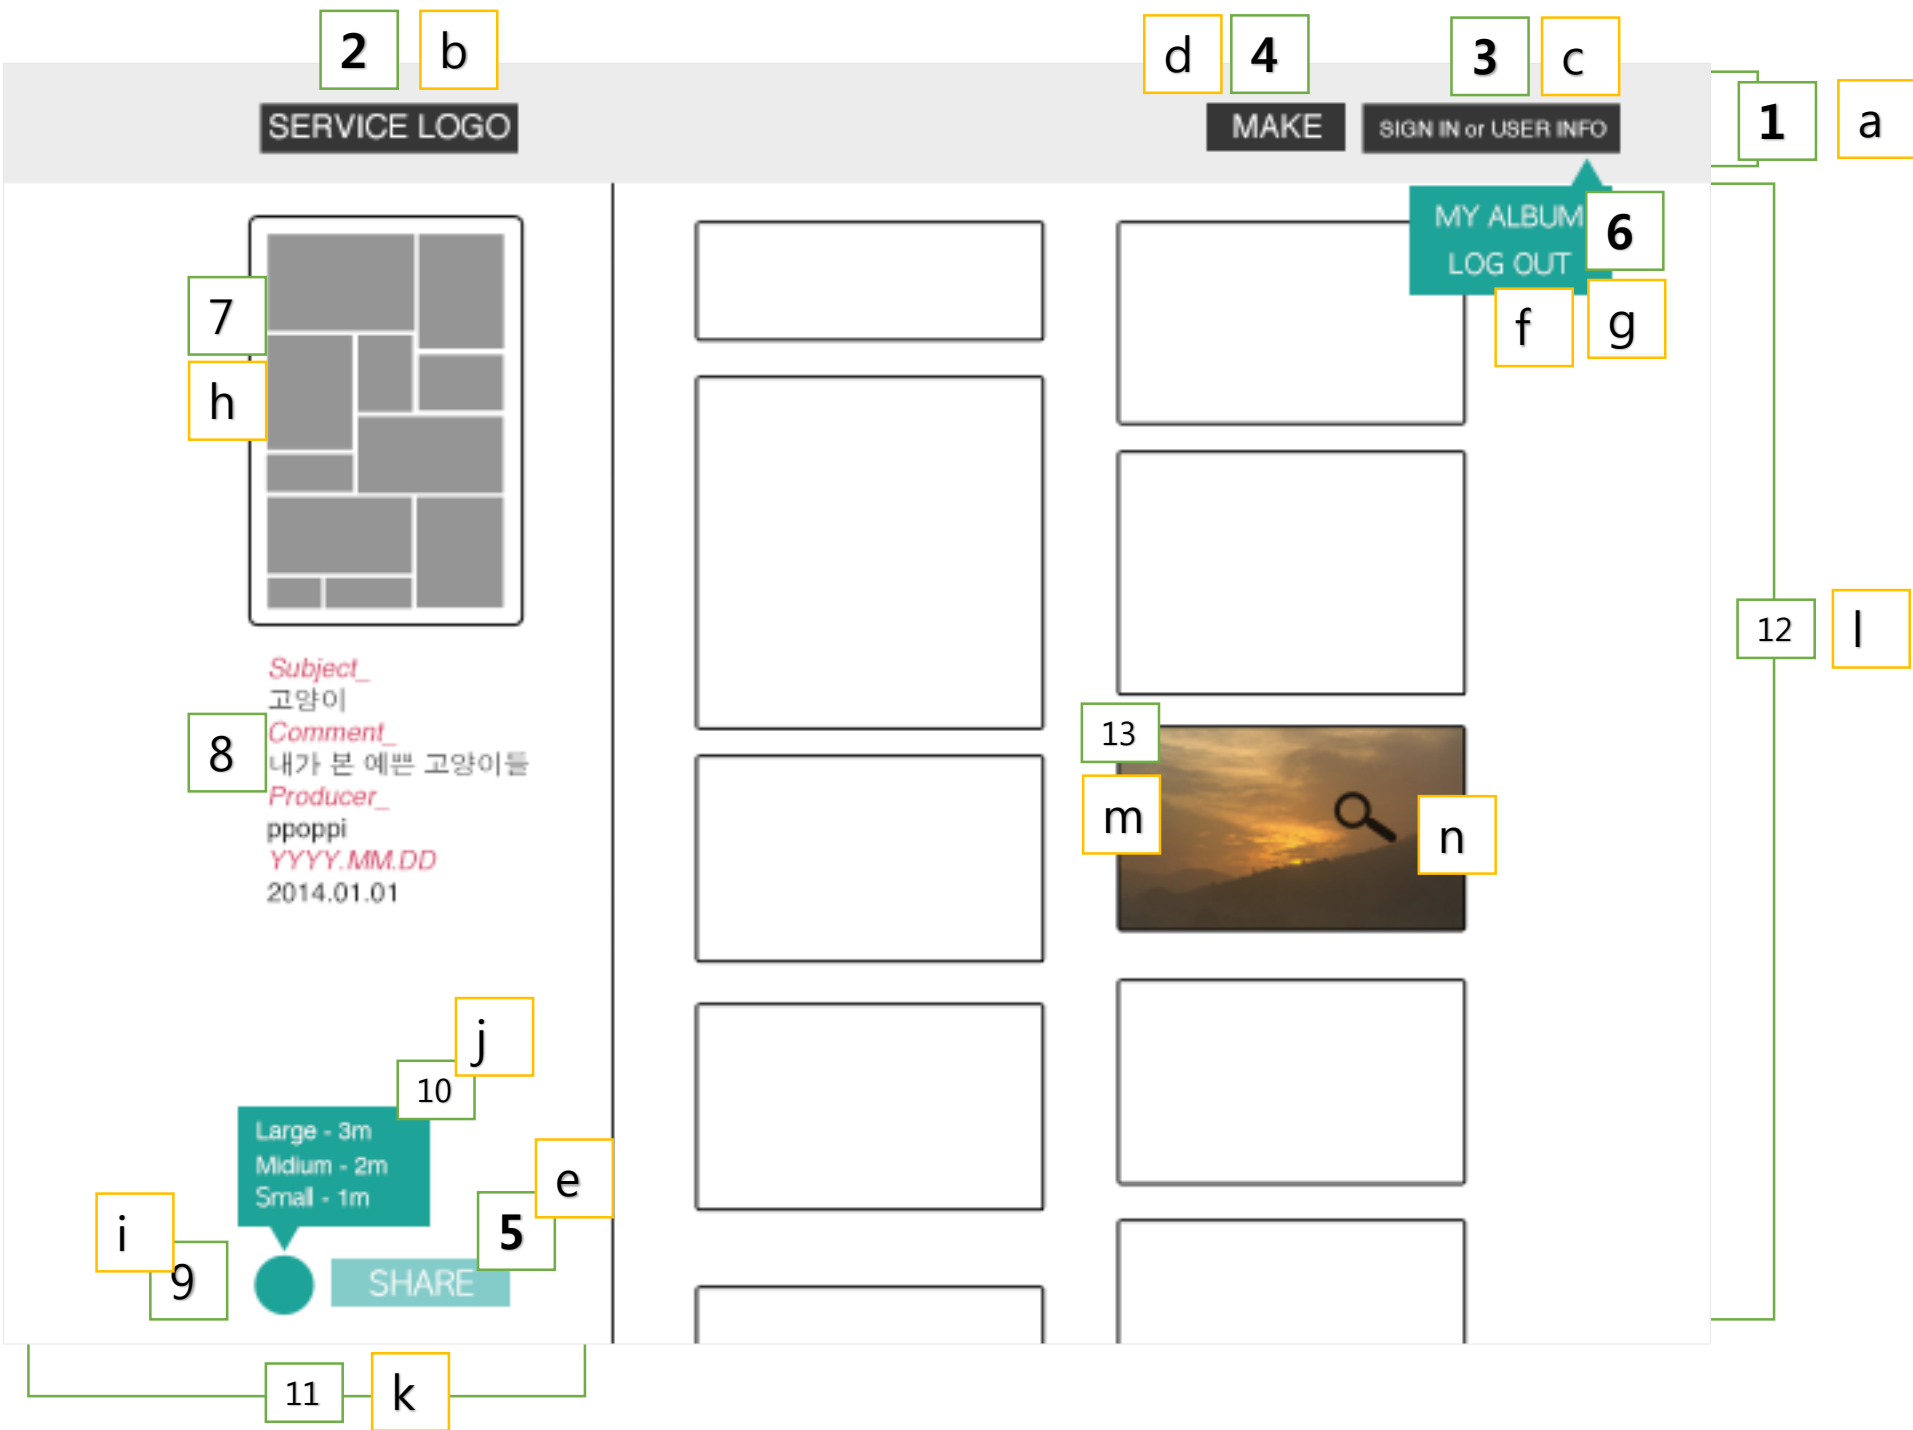 2 b
d 4 3 c
SERVICE LOGO
MAKE
SIGN IN or USER INFO
1 a
MY ALBUM
LOG OUT
6
f g
7
h
12 l
Subject_
고양이
Comment_
내가 본 예쁜 고양이들
Producer_
ppoppi
YYYY.MM.DD
2014.01.01
8
13
m
n
j
10
Large - 3m
Midium - 2m
Small - 1m
e
5
i
9
SHARE
11 k